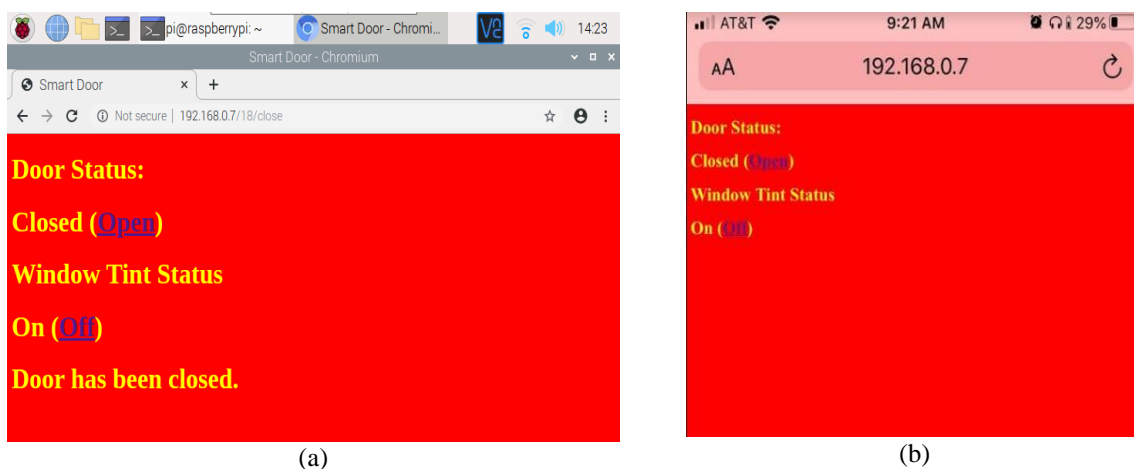 pi@raspberrypi: ~
Smart Door - Chromi...
V2
14:23
Smart Door - Chromium
Smart Door
Not secure | 192.168.0.7/18/close
Door Status:
Closed (Open)
Window Tint Status
On (Off)
Door has been closed.
(a)
AT&T 9:21 AM 29%
AA 192.168.0.7
Door Status:
Closed (Open)
Window Tint Status
On (Off)
(b)